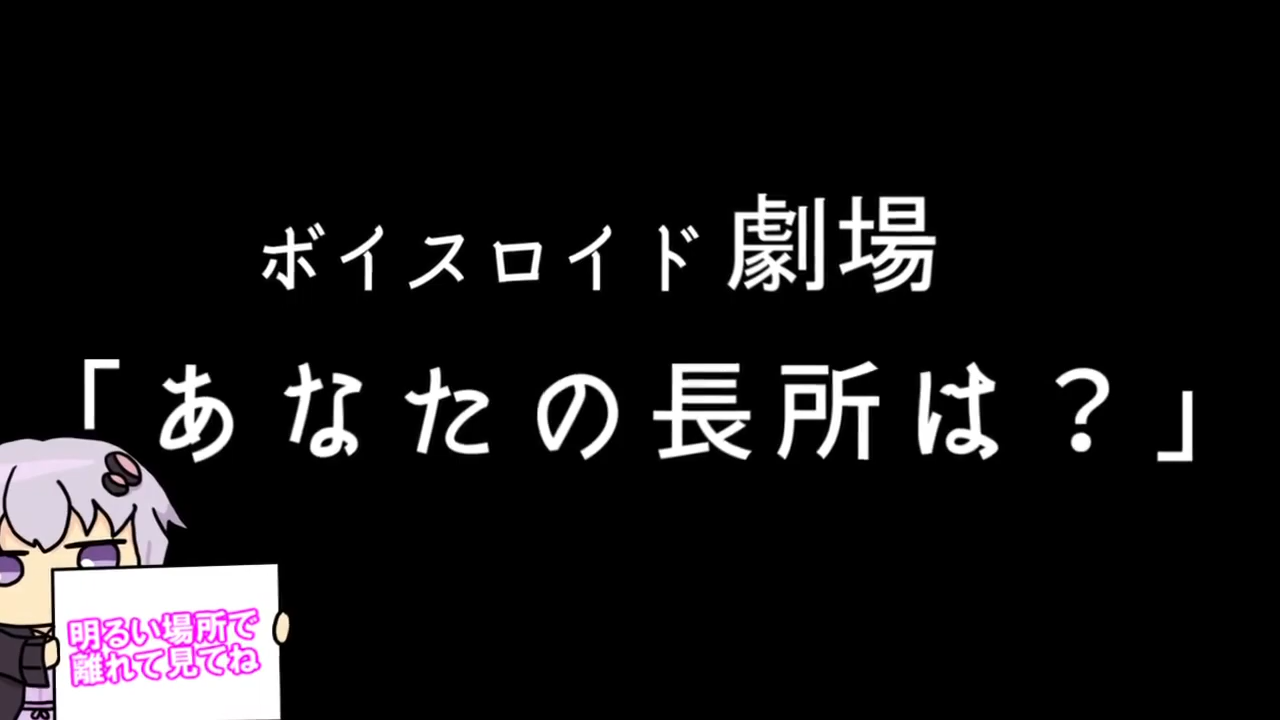 ボイスロイド劇場
「あなたの長所は？」
明るい場所で
離れて見てね